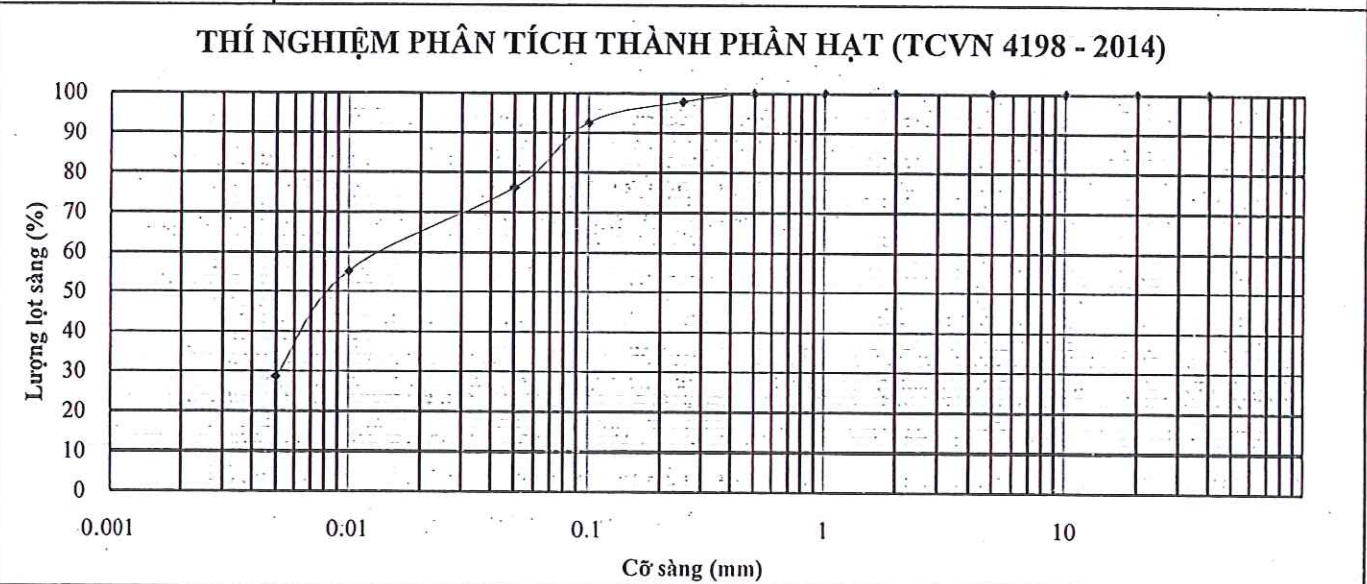 THÍ NGHIỆM PHÂN TÍCH THÀNH PHẦN HẠT (TCVN 4198 - 2014)
100
90
80
70
60
50
40
30
20
10
0
Lượng lọt sàng (%)
0.001 0.01 0.1 1 10
Cỡ sàng (mm)